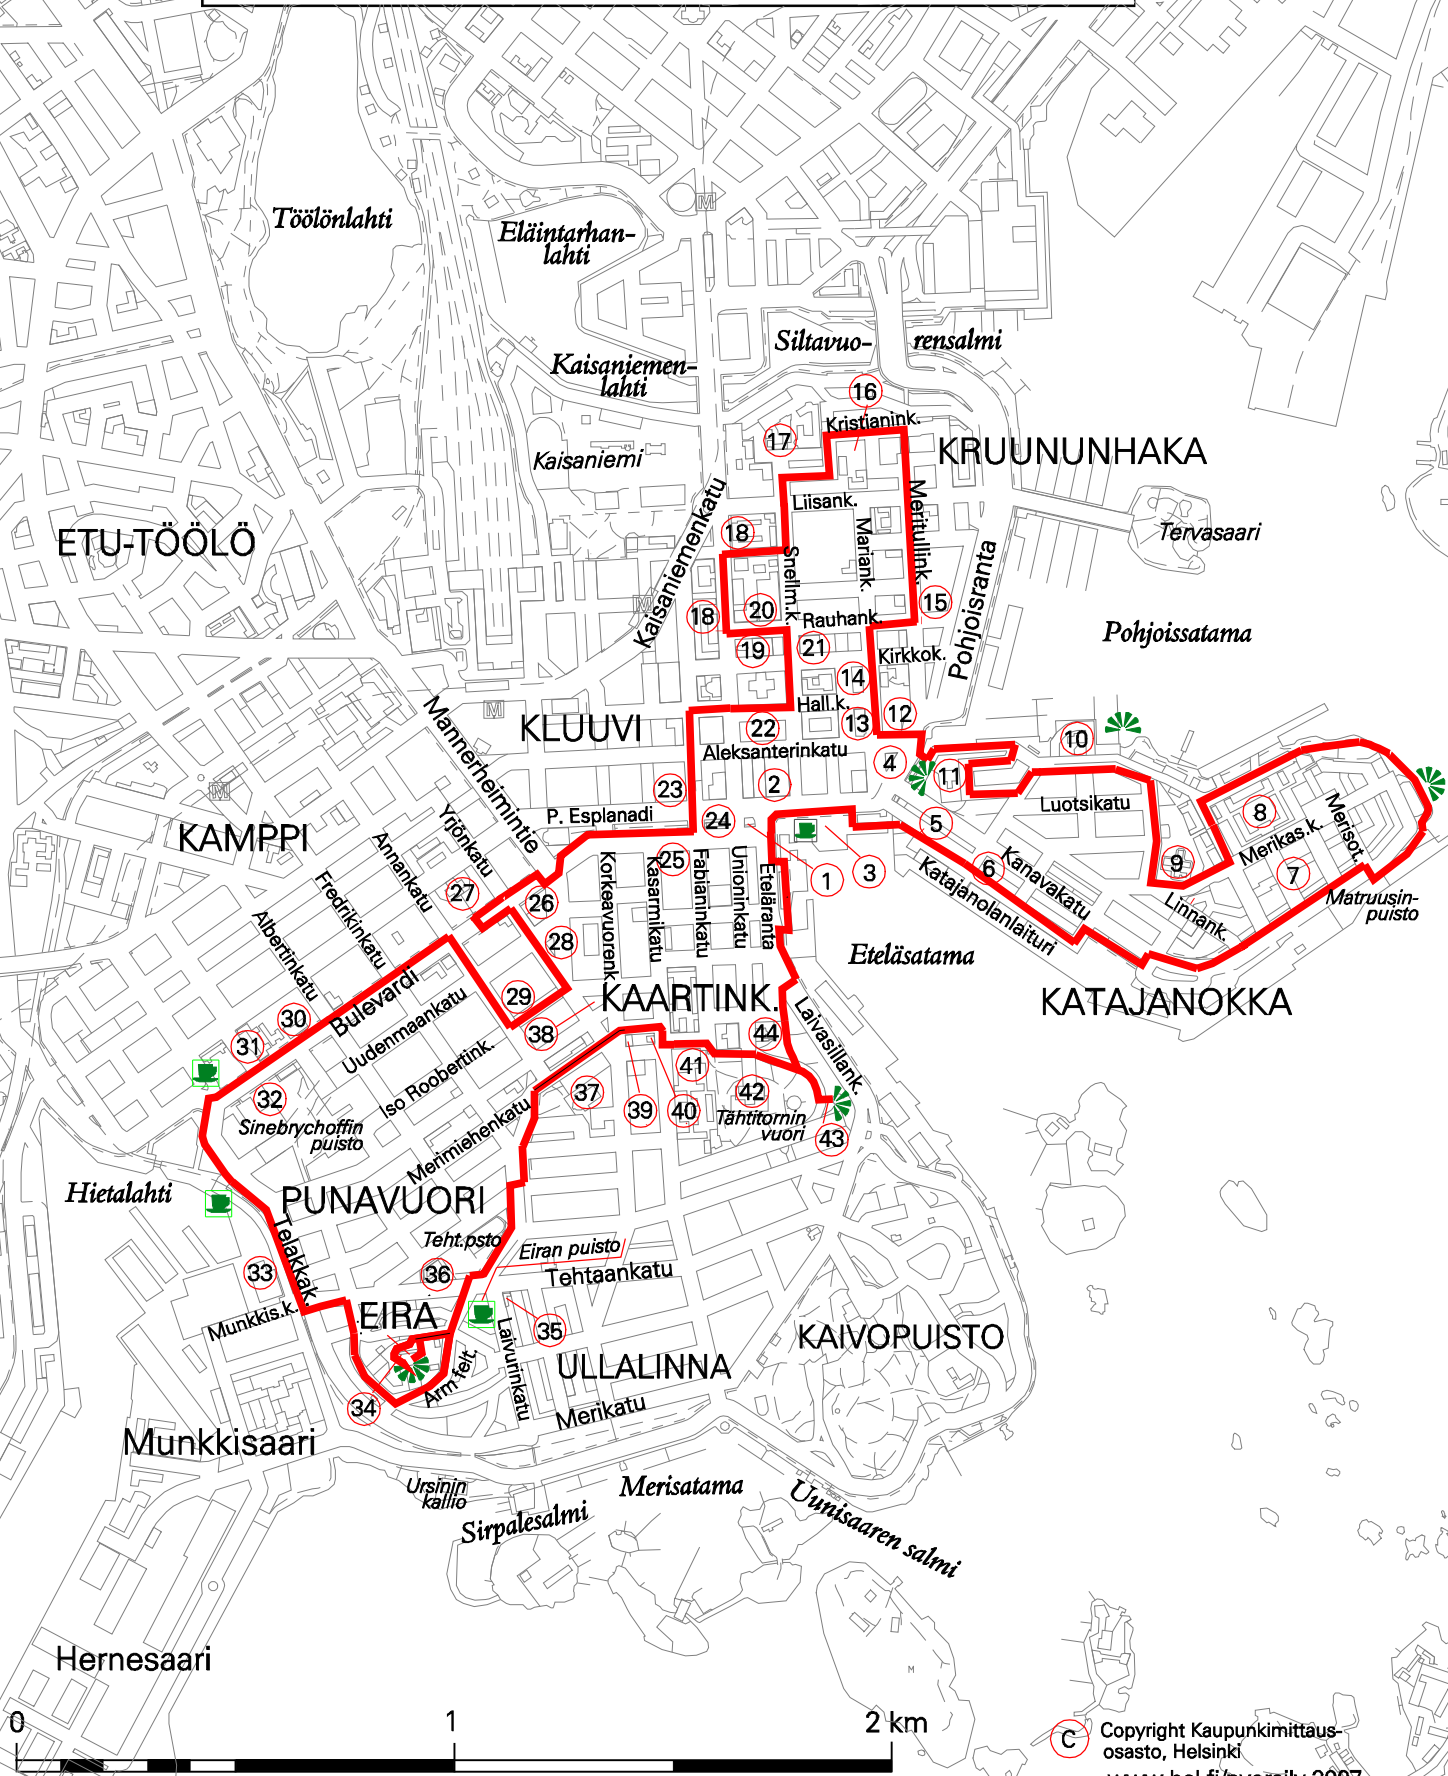 Töölönlahti
Eläintarhan-
lahti
Siltavuo-
rensalmi
Kaisaniemen-
lahti
16
Kristianink.
17
KRUUNUNHAKA
Kaisaniemi
Liisank.
Meritullink.
Mariank.
Kaisaniemenkatu
ETU-TÖÖLÖ
18
Snellm.k.
Tervasaari
Pohjoisranta
M
M
M
M
18
20
15
Rauhank.
Pohjoissatama
19
21
Kirkkok.
14
Hall.k.
12
13
22
KLUUVI
Mannerheimintie
Aleksanterinkatu
4
10
11
23
2
8
Luotsikatu
Merisot.
P. Esplanadi
24
5
Merikas.k.
KAMPPI
Yrjönkatu
Annankatu
Fredrikinkatu
Albertinkatu
25
Korkeavuorenk.
Kasarmikatu
Fabianinkatu
Unioninkatu
Eteläranta
1
3
6
Kanavakatu
Katajanolanlaituri
9
7
Linnank.
Matruusin-
puisto
27
26
28
Eteläsatama
29
KAARTINK.
KATAJANOKKA
Bulevardi
Uudenmaankatu
Iso Roobertink.
30
31
38
44
Laivasillank.
32
Sinebrychoffin
puisto
37
39
40
41
42
Tähtitornin
vuori
43
Merimiehenkatu
Hietalahti
PUNAVUORI
Telakkak.
Teht.psto
Eiran puisto
Tehtaankatu
33
36
Munkkis.k.
EIRA
35
Laivurinkatu
KAIVOPUISTO
ULLALINNA
34
Arm felt.
Merikatu
Munkkisaari
Ursinin
kallio
Merisatama
Sirpalesalmi
Uunisaaren salmi
Hernesaari
M
0
1
2 km
C
Copyright Kaupunkimittaus-
osasto, Helsinki